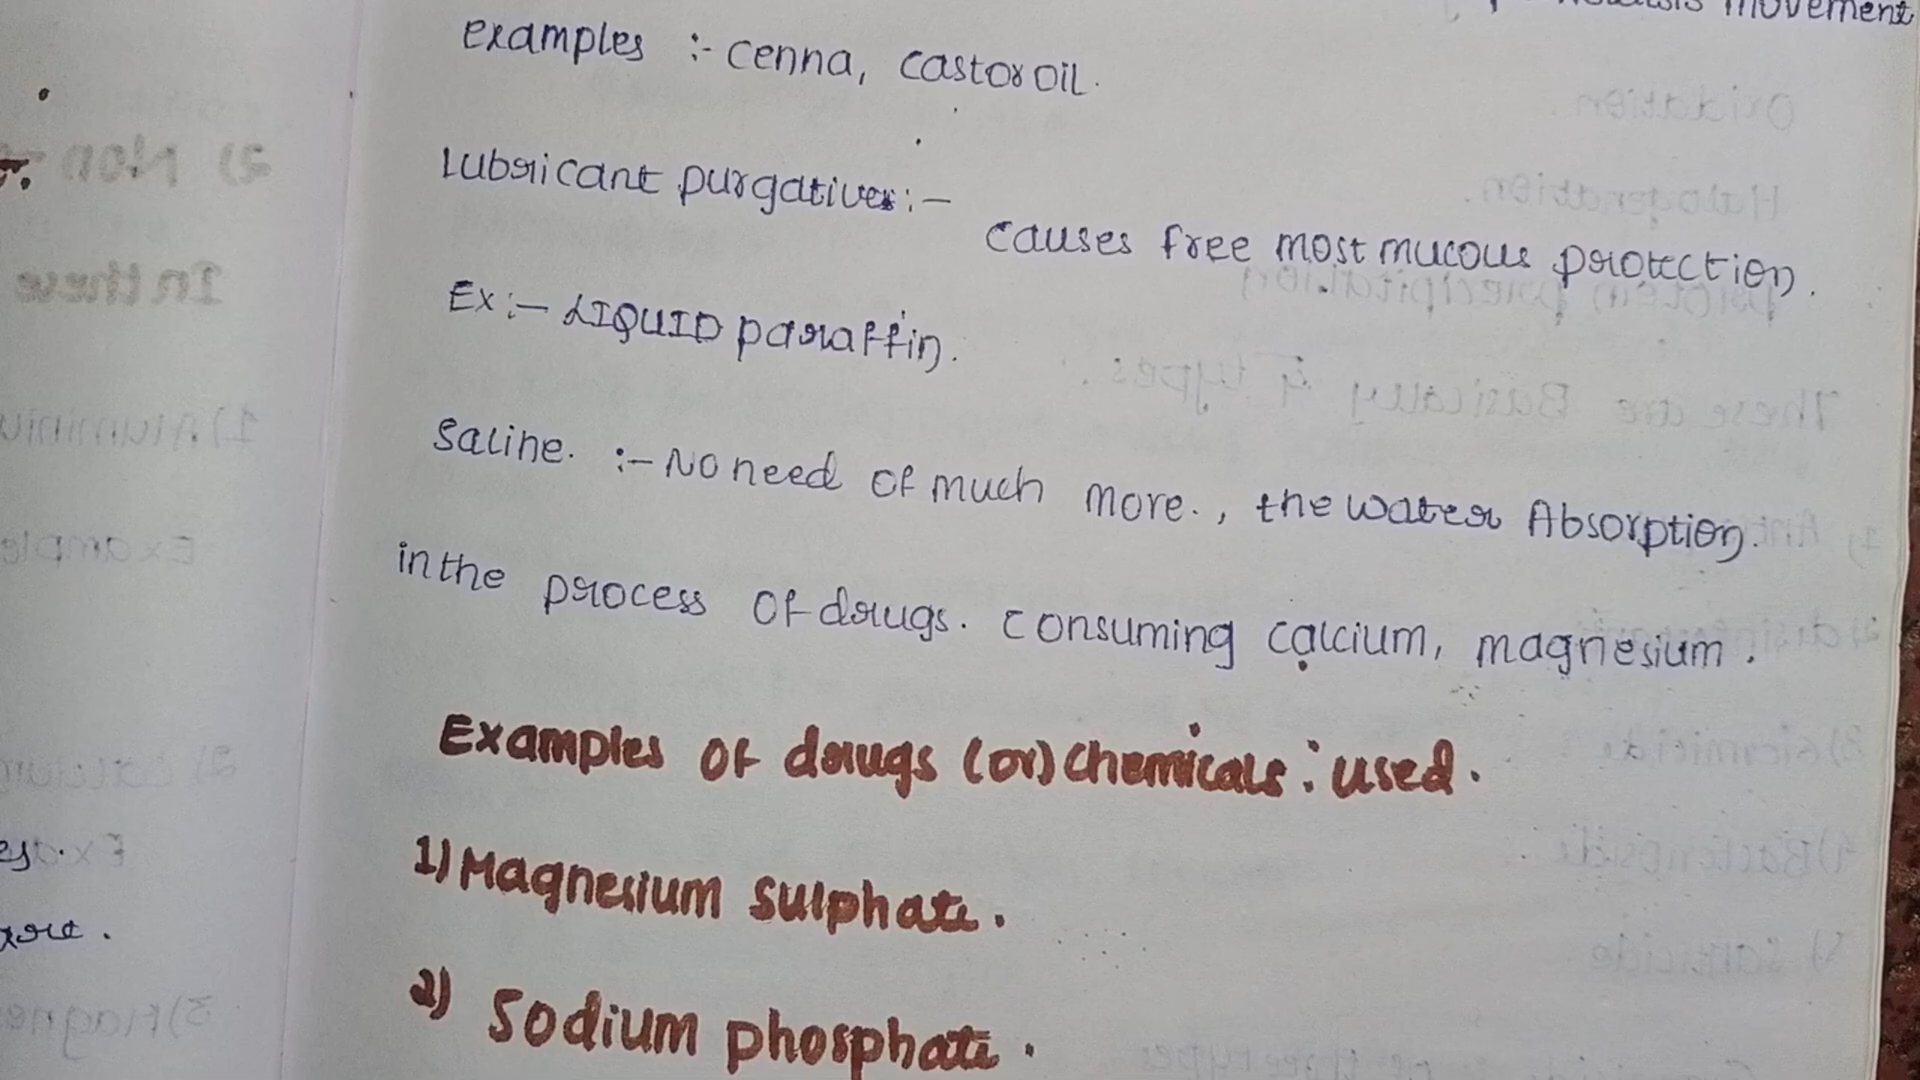 movement
examples :- cenna, castor oil.
Lubricant purgatives :-
causes free most mucous protection.
Ex :- LIQUID paraffin.
Saline. :- No need of much more., the water Absorption.
in the process of drugs. consuming calcium, magnesium.
Examples of drugs (or) chemicals : used.
1) Magnesium sulphate.
2) Sodium phosphate.